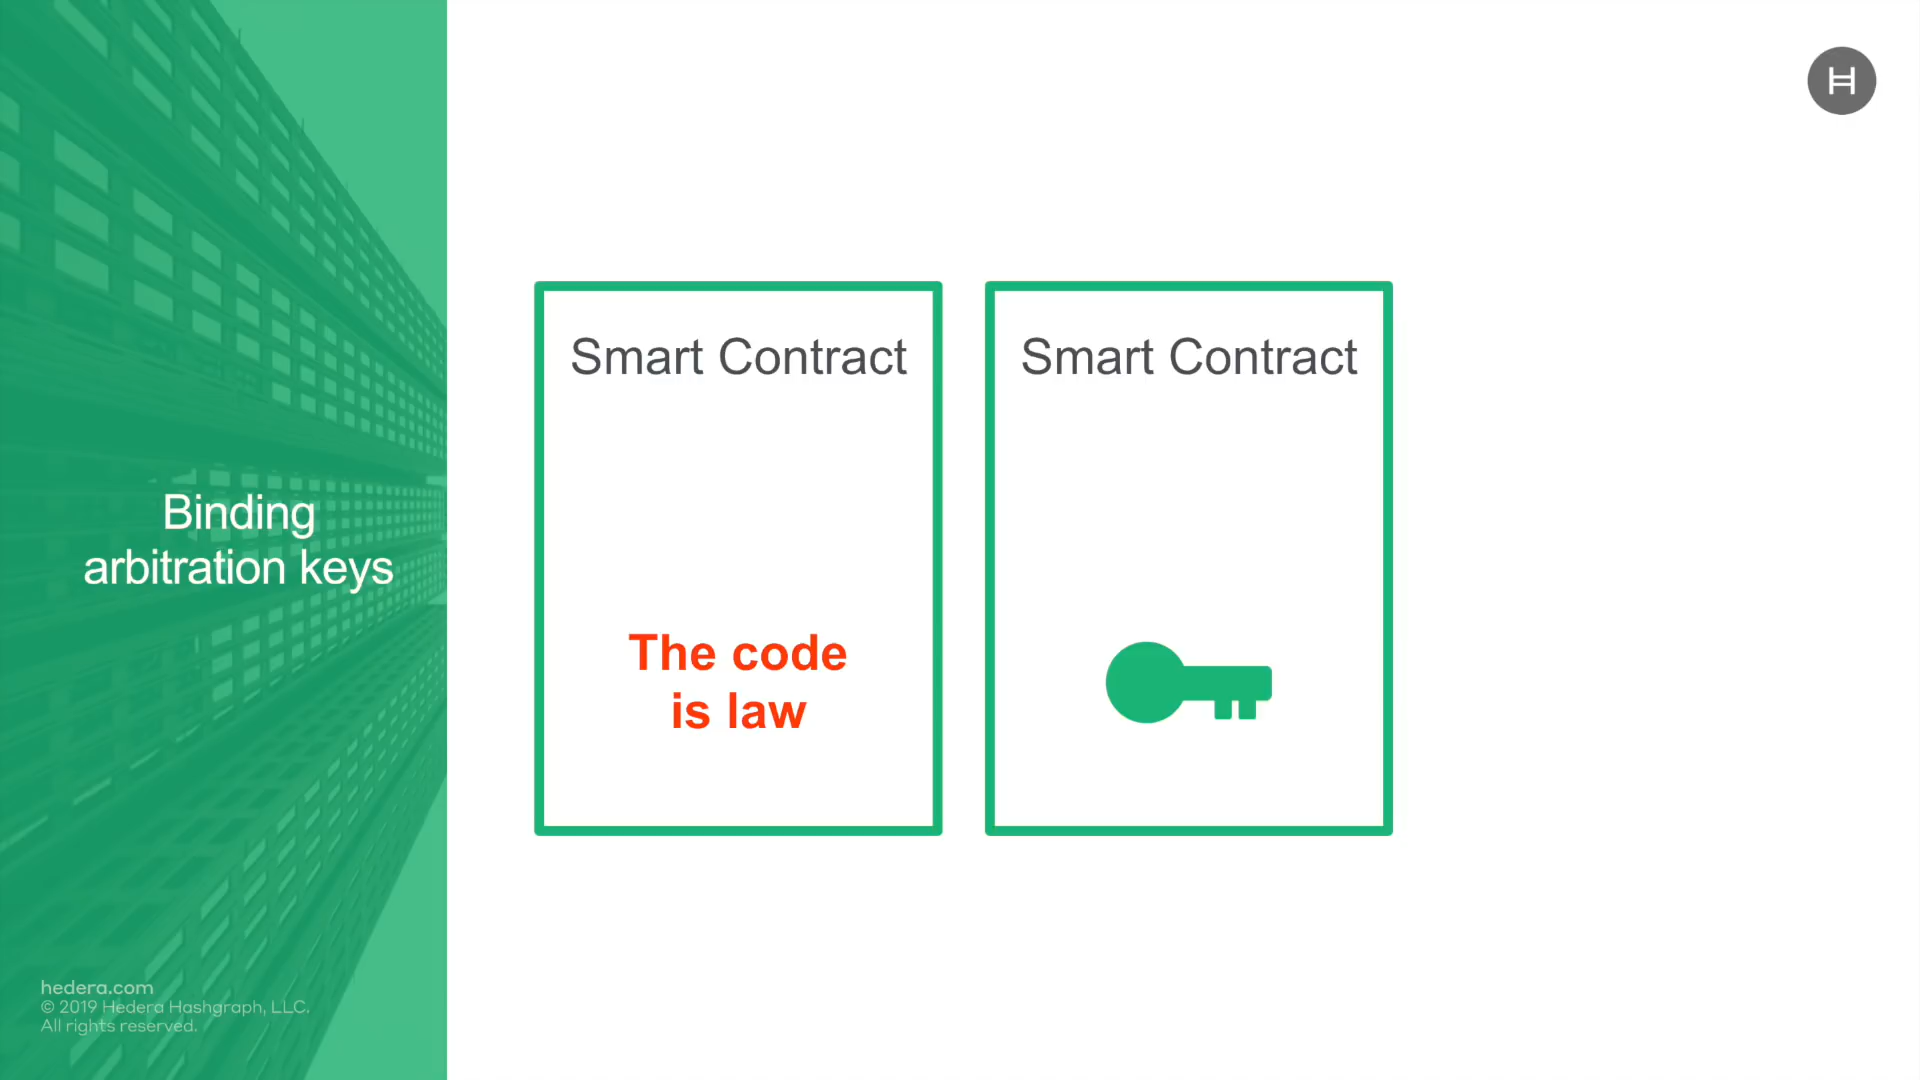 Binding
arbitration keys
Smart Contract
The code
is law
Smart Contract
hedera.com
© 2019 Hedera Hashgraph, LLC.
All rights reserved.
H